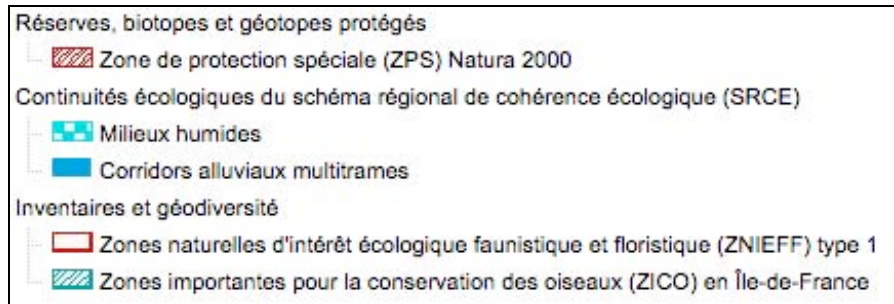 Réserves, biotopes et géotopes protégés
Zone de protection spéciale (ZPS) Natura 2000
Continuités écologiques du schéma régional de cohérence écologique (SRCE)
Milieux humides
Corridors alluviaux multitrames
Inventaires et géodiversité
Zones naturelles d'intérêt écologique faunistique et floristique (ZNIEFF) type 1
Zones importantes pour la conservation des oiseaux (ZICO) en Île-de-France